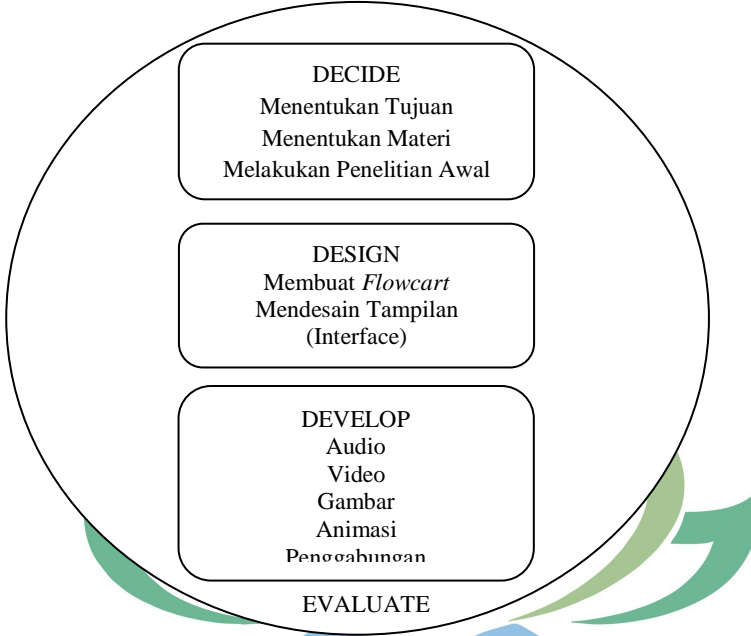 DECIDE
Menentukan Tujuan
Menentukan Materi
Melakukan Penelitian Awal
DESIGN
Membuat Flowcart
Mendesain Tampilan
(Interface)
DEVELOP
Audio
Video
Gambar
Animasi
Penggabungan
EVALUATE